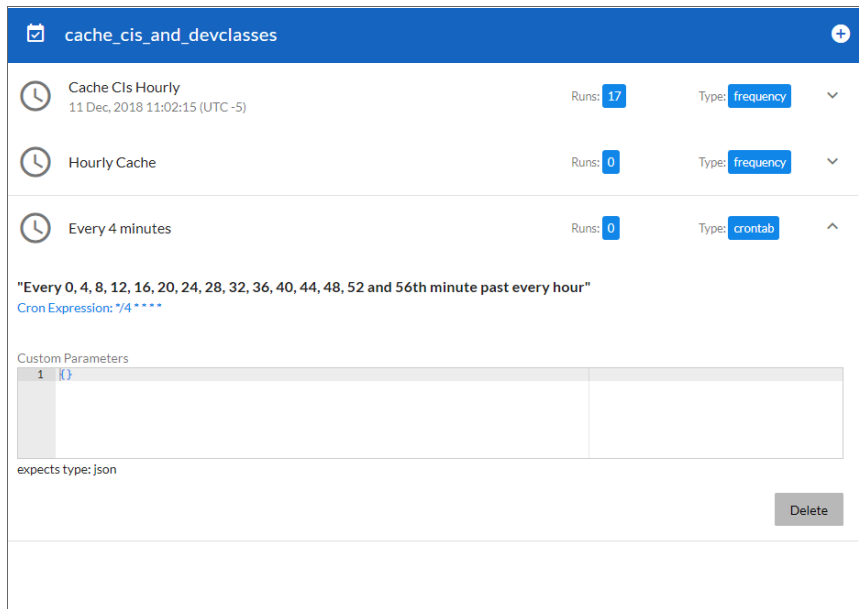 cache_cis_and_devclasses
Cache CIs Hourly
11 Dec, 2018 11:02:15 (UTC -5)
Runs: 17
Type: frequency
Hourly Cache
Runs: 0
Type: frequency
Every 4 minutes
Runs: 0
Type: crontab
"Every 0, 4, 8, 12, 16, 20, 24, 28, 32, 36, 40, 44, 48, 52 and 56th minute past every hour"
Cron Expression: */4 * * * *
Custom Parameters
1 {}
expects type: json
Delete